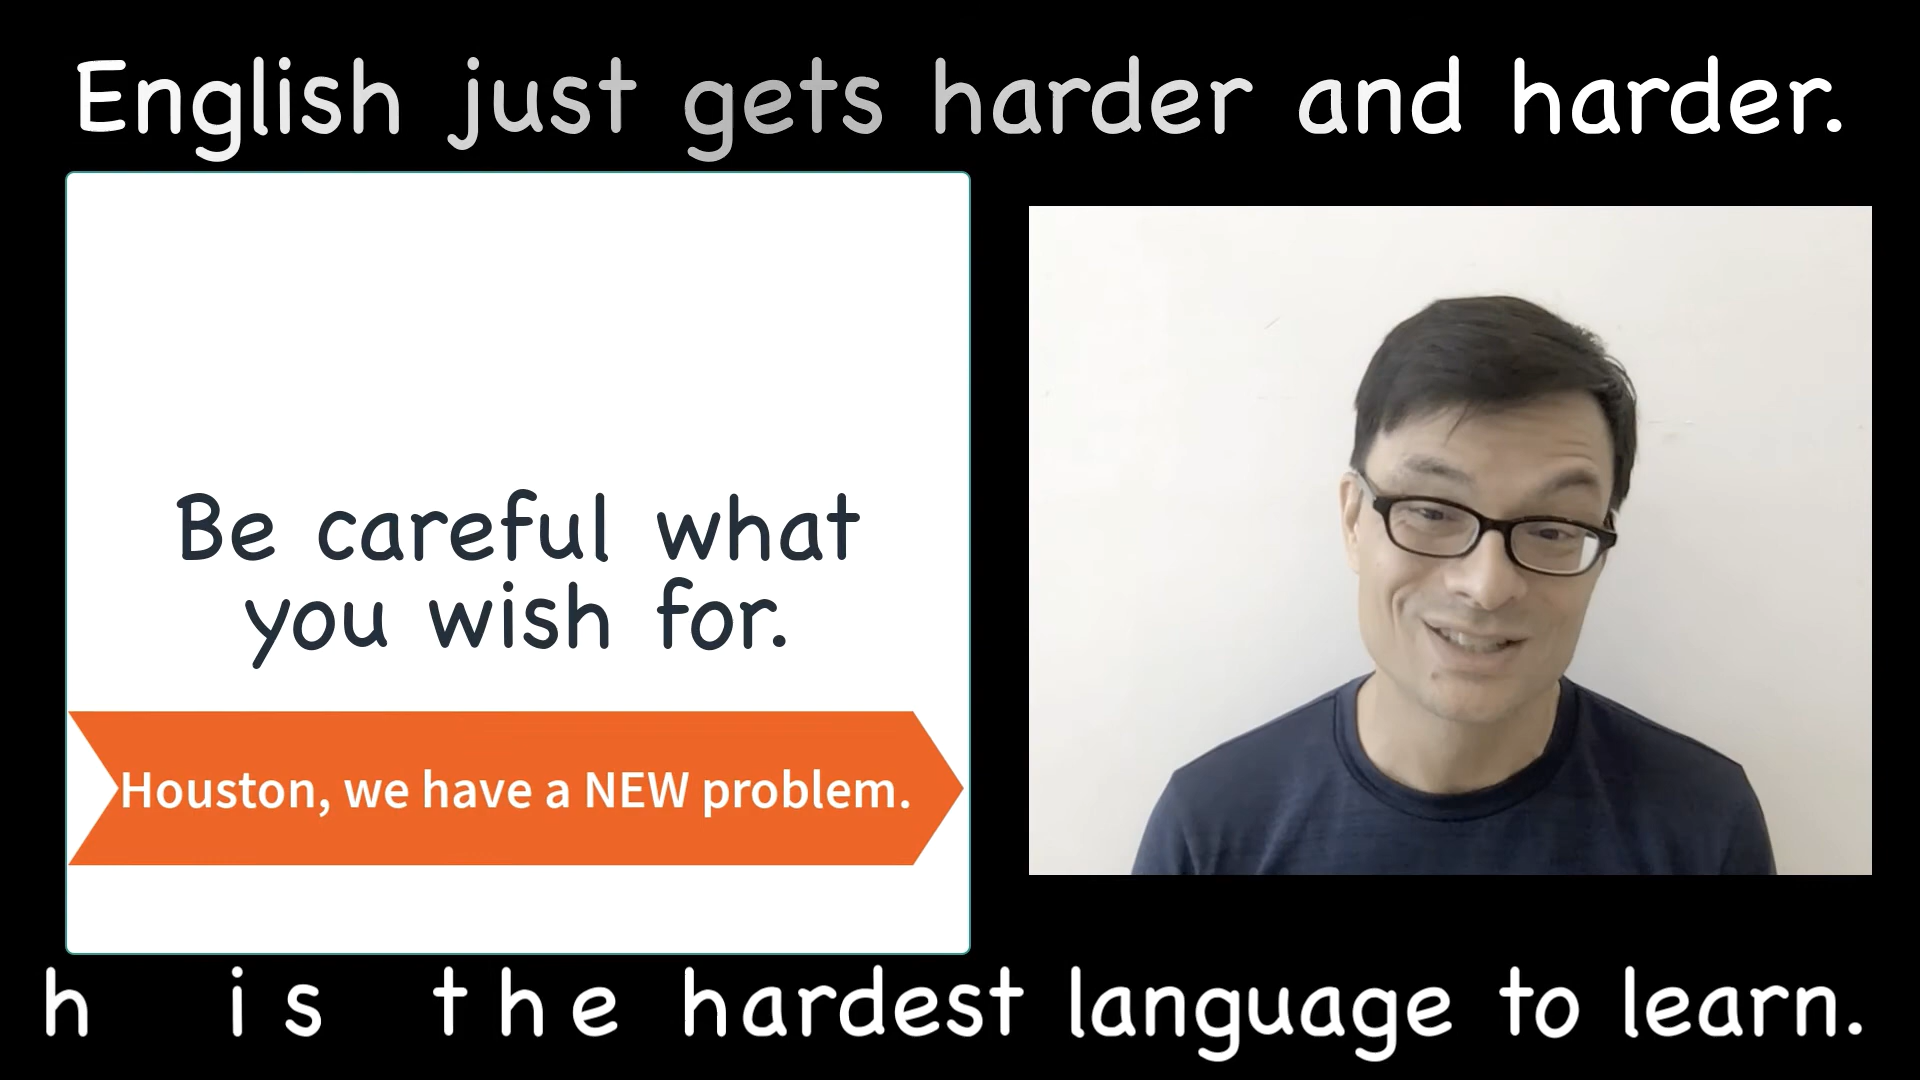 English just gets harder and harder.
Be careful what
you wish for.
Houston, we have a NEW problem.
h is the hardest language to learn.